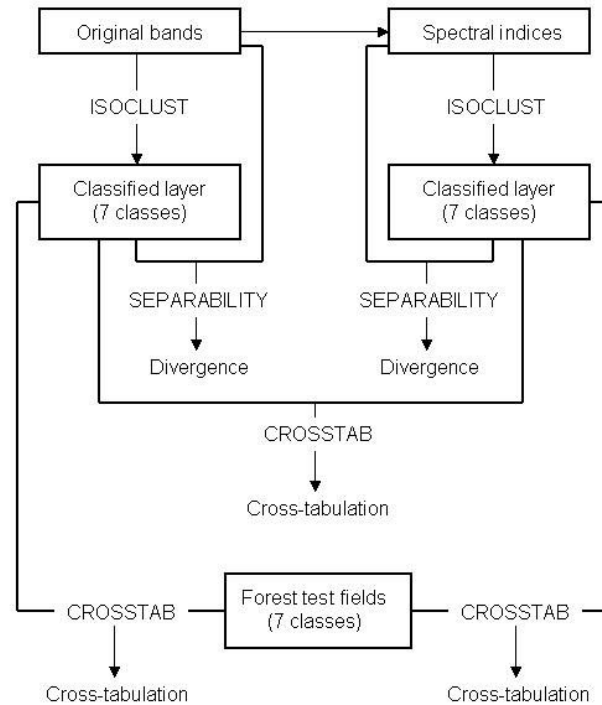 Original bands
Spectral indices
ISOCLUST
ISOCLUST
Classified layer
(7 classes)
Classified layer
(7 classes)
SEPARABILITY
SEPARABILITY
Divergence
Divergence
CROSSTAB
Cross-tabulation
Forest test fields
(7 classes)
CROSSTAB
CROSSTAB
Cross-tabulation
Cross-tabulation